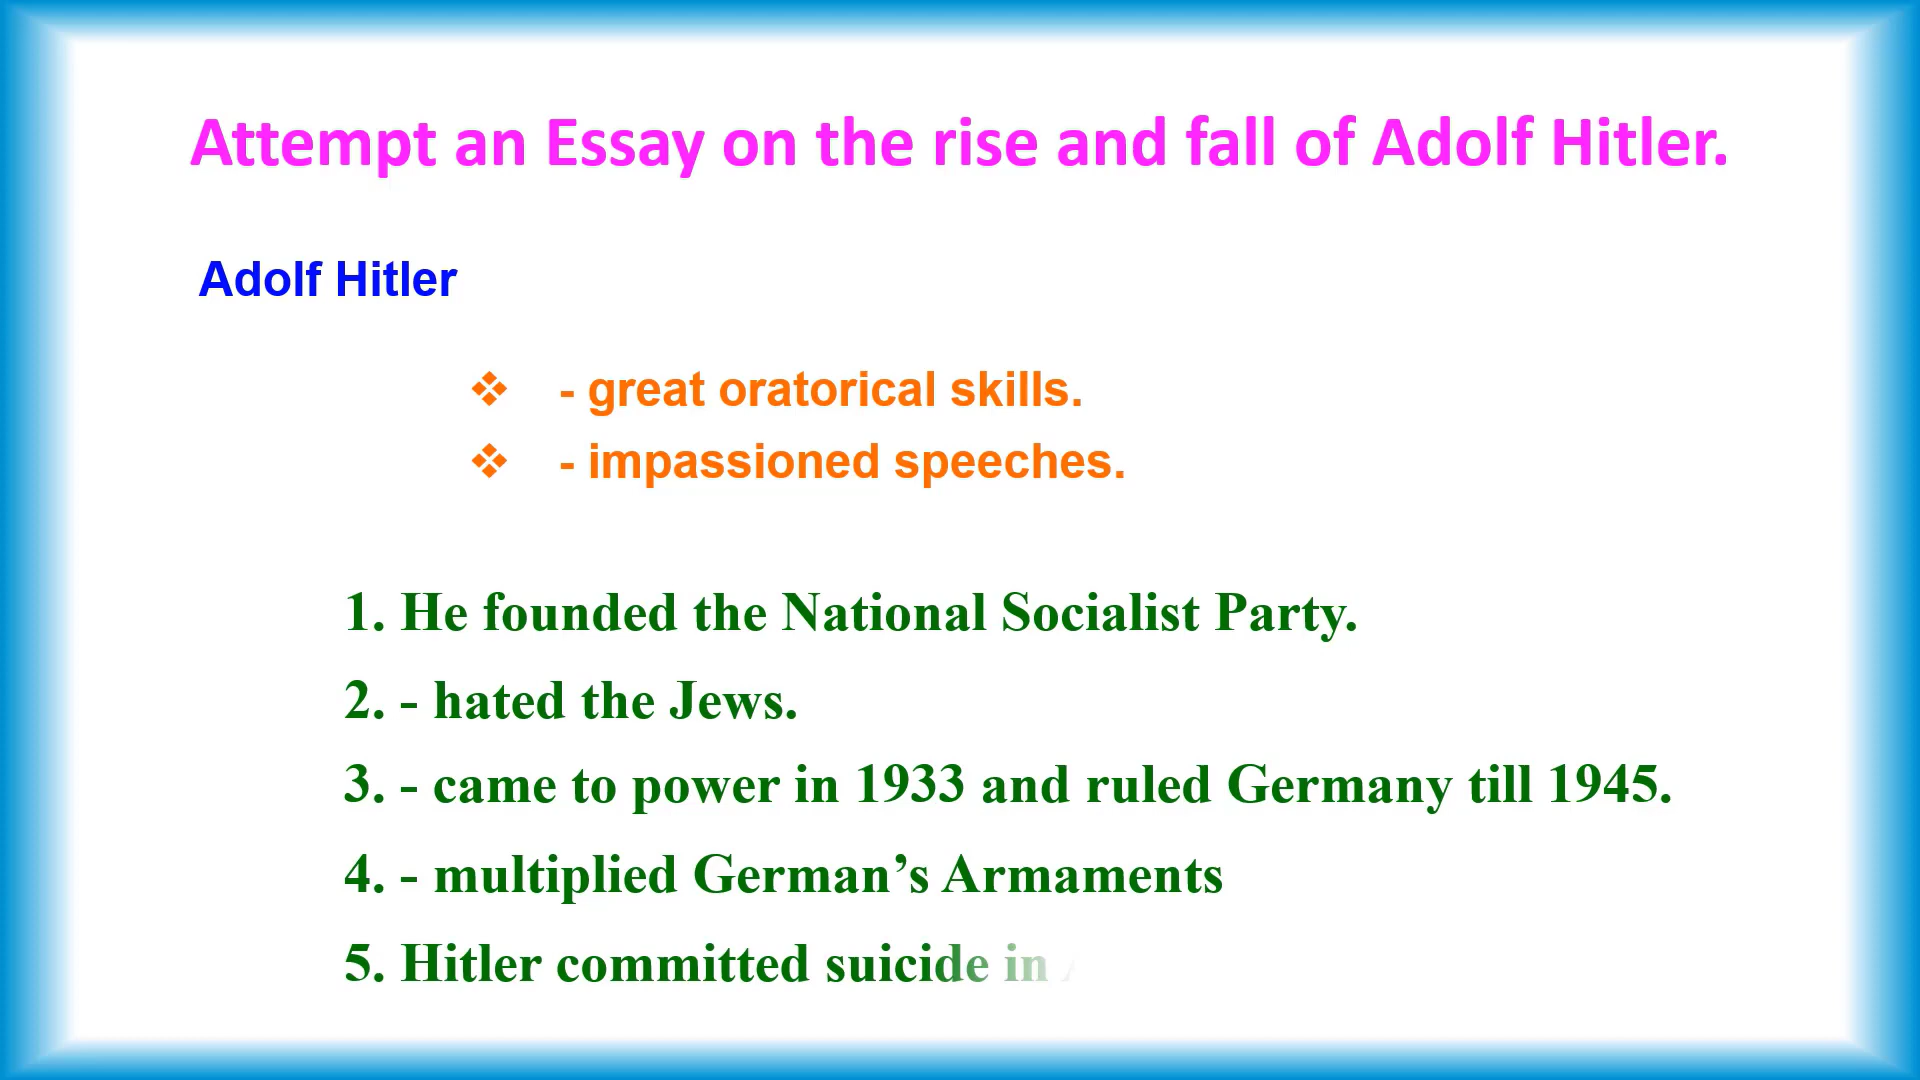 Attempt an Essay on the rise and fall of Adolf Hitler.
Adolf Hitler
❖ - great oratorical skills.
❖ - impassioned speeches.
1. He founded the National Socialist Party.
2. - hated the Jews.
3. - came to power in 1933 and ruled Germany till 1945.
4. - multiplied German’s Armaments
5. Hitler committed suicide in